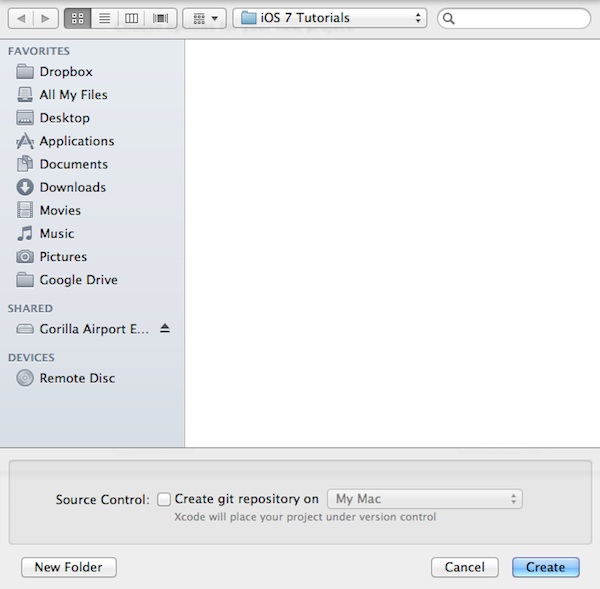 iOS 7 Tutorials
FAVORITES
Dropbox
All My Files
Desktop
Applications
Documents
Downloads
Movies
Music
Pictures
Google Drive
SHARED
Gorilla Airport E...
DEVICES
Remote Disc
Source Control: Create git repository on My Mac
Xcode will place your project under version control
New Folder Cancel Create